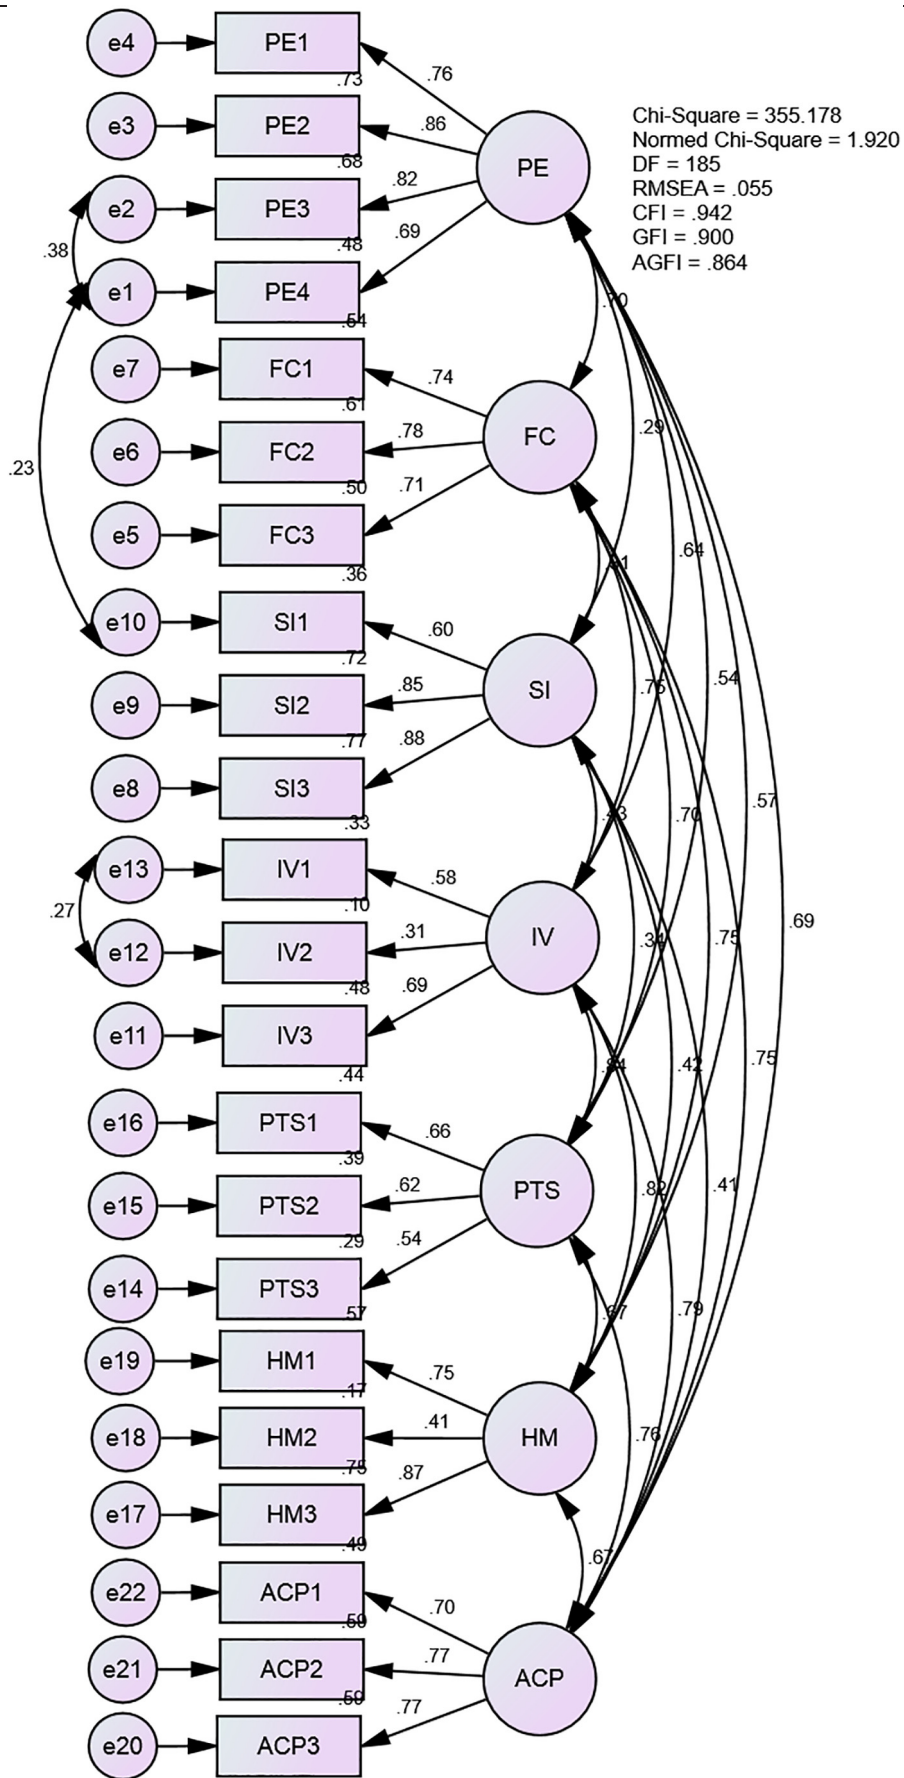 e4 PE1
.76
.73
e3 PE2 .86
PE
.68
e2 PE3 .82
.38
.48
.69
e1 PE4
.54
Chi-Square = 355.178
Normed Chi-Square = 1.920
DF = 185
RMSEA = .055
CFI = .942
GFI = .900
AGFI = .864
.70
e7 FC1 .74
.61
.29
e6 FC2 .78 FC
.23
.50
.71
e5 FC3
.64
.36
e10 SI1 .60
.72
.54
e9 SI2 .85 SI
.77
.88
e8 SI3
.70
.57
.33
e13 IV1 .58
.27
.10
.69
e12 IV2 .31 IV
.75
.48
.69
e11 IV3
.42
.75
.44
e16 PTS1 .66
.39
.41
e15 PTS2 .62 PTS
.29
.54
e14 PTS3
.79
.57
e19 HM1 .75
.17
e18 HM2 .41 HM
.76
.75
.87
e17 HM3
.49
.67
e22 ACP1 .70
.59
e21 ACP2 .77 ACP
.59
.77
e20 ACP3